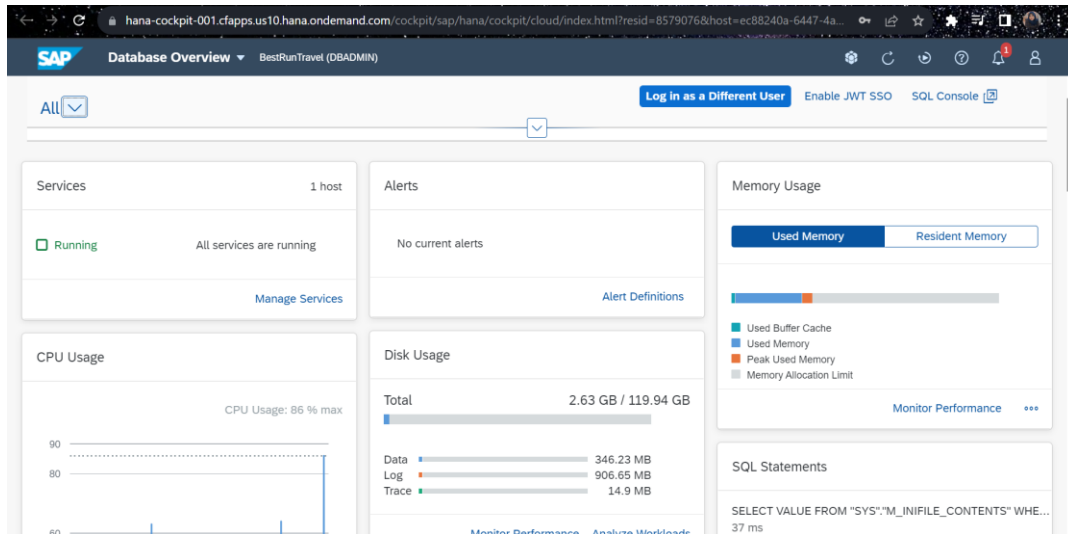 hana-cockpit-001.cfapps.us10.hana.ondemand.com/cockpit/sap/hana/cockpit/cloud/index.html?resid=8579076&host=ec88240a-6447-4a...
SAP Database Overview BestRunTravel (DBADMIN) 1
All
Log in as a Different User Enable JWT SSO SQL Console
Services 1 host
Running All services are running
Manage Services
Alerts
No current alerts
Alert Definitions
Memory Usage
Used Memory Resident Memory
Used Buffer Cache
Used Memory
Peak Used Memory
Memory Allocation Limit
Monitor Performance
CPU Usage
CPU Usage: 86 % max
90
80
60
Disk Usage
Total 2.63 GB / 119.94 GB
Data 346.23 MB
Log 906.65 MB
Trace 14.9 MB
Monitor Performance Analyze Workloads
SQL Statements
SELECT VALUE FROM "SYS"."M_INIFILE_CONTENTS" WHE...
37 ms